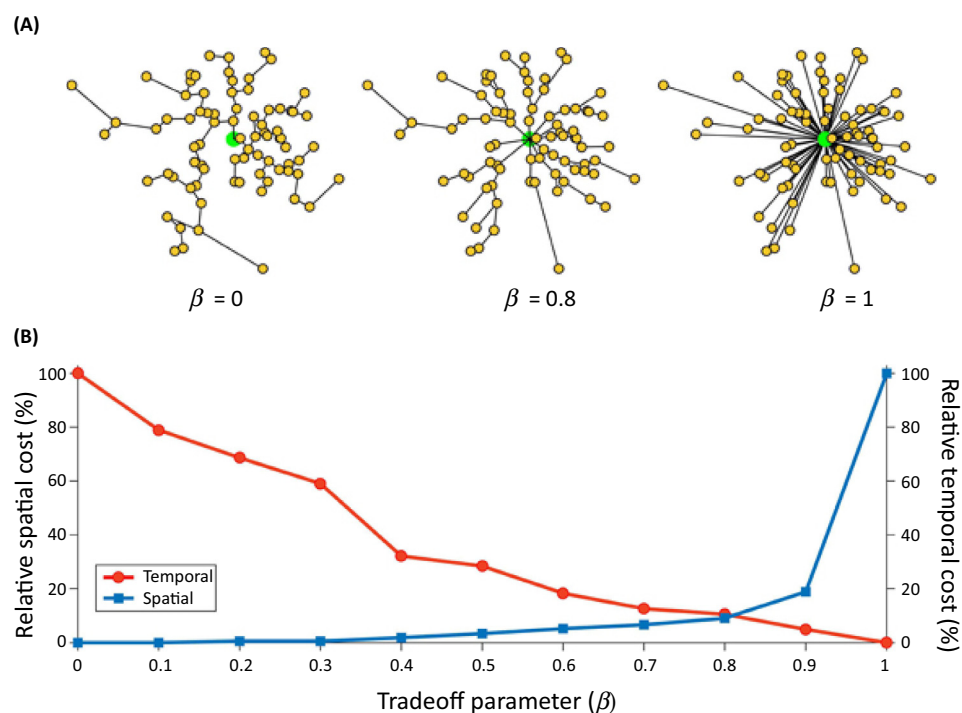 (A)
β = 0
β = 0.8
β = 1
(B)
Relative spatial cost (%)
100
80
60
40
20
0
Temporal
Spatial
100
80
60
40
20
0
Relative temporal cost (%)
0 0.1 0.2 0.3 0.4 0.5 0.6 0.7 0.8 0.9 1
Tradeoff parameter (β)